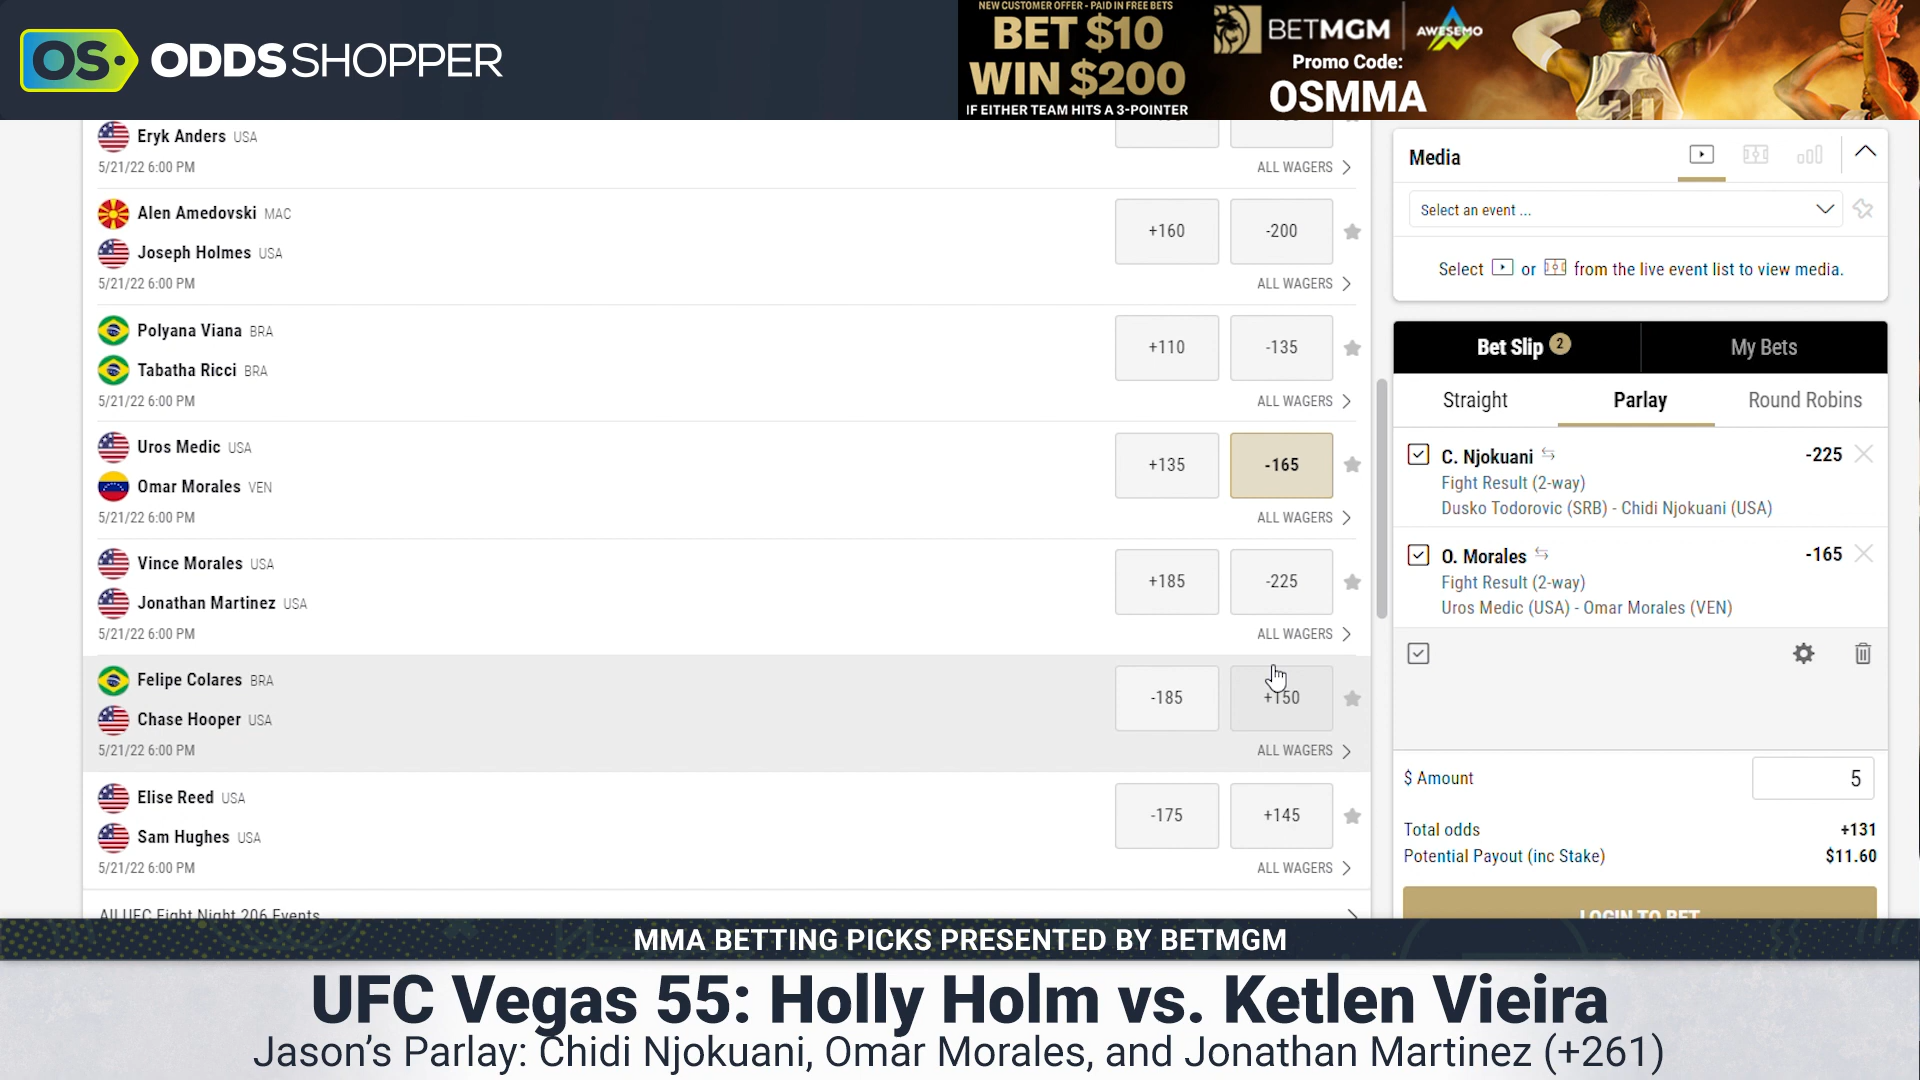 OS
ODDSSHOPPER
NEW CUSTOMER OFFER - PAID IN FREE BETS
BET $10
WIN $200
IF EITHER TEAM HITS A 3-POINTER
BETMGM
AWESEMO
Promo Code:
OSMMA
Eryk Anders USA
5/21/22 6:00 PM
ALL WAGERS
Alen Amedovski MAC
Joseph Holmes USA
+160
-200
5/21/22 6:00 PM
ALL WAGERS
Polyana Viana BRA
Tabatha Ricci BRA
+110
-135
5/21/22 6:00 PM
ALL WAGERS
Uros Medic USA
Omar Morales VEN
+135
-165
5/21/22 6:00 PM
ALL WAGERS
Vince Morales USA
Jonathan Martinez USA
+185
-225
5/21/22 6:00 PM
ALL WAGERS
Felipe Colares BRA
Chase Hooper USA
-185
+150
5/21/22 6:00 PM
ALL WAGERS
Elise Reed USA
Sam Hughes USA
-175
+145
5/21/22 6:00 PM
ALL WAGERS
All UFC Fight Night 206 Events
Media
Select an event ...
Select or from the live event list to view media.
Bet Slip 2
My Bets
Straight
Parlay
Round Robins
C. Njokuani -225
Fight Result (2-way)
Dusko Todorovic (SRB) - Chidi Njokuani (USA)
O. Morales -165
Fight Result (2-way)
Uros Medic (USA) - Omar Morales (VEN)
$ Amount 5
Total odds +131
Potential Payout (inc Stake) $11.60
LOGIN TO BET
MMA BETTING PICKS PRESENTED BY BETMGM
UFC Vegas 55: Holly Holm vs. Ketlen Vieira
Jason's Parlay: Chidi Njokuani, Omar Morales, and Jonathan Martinez (+261)